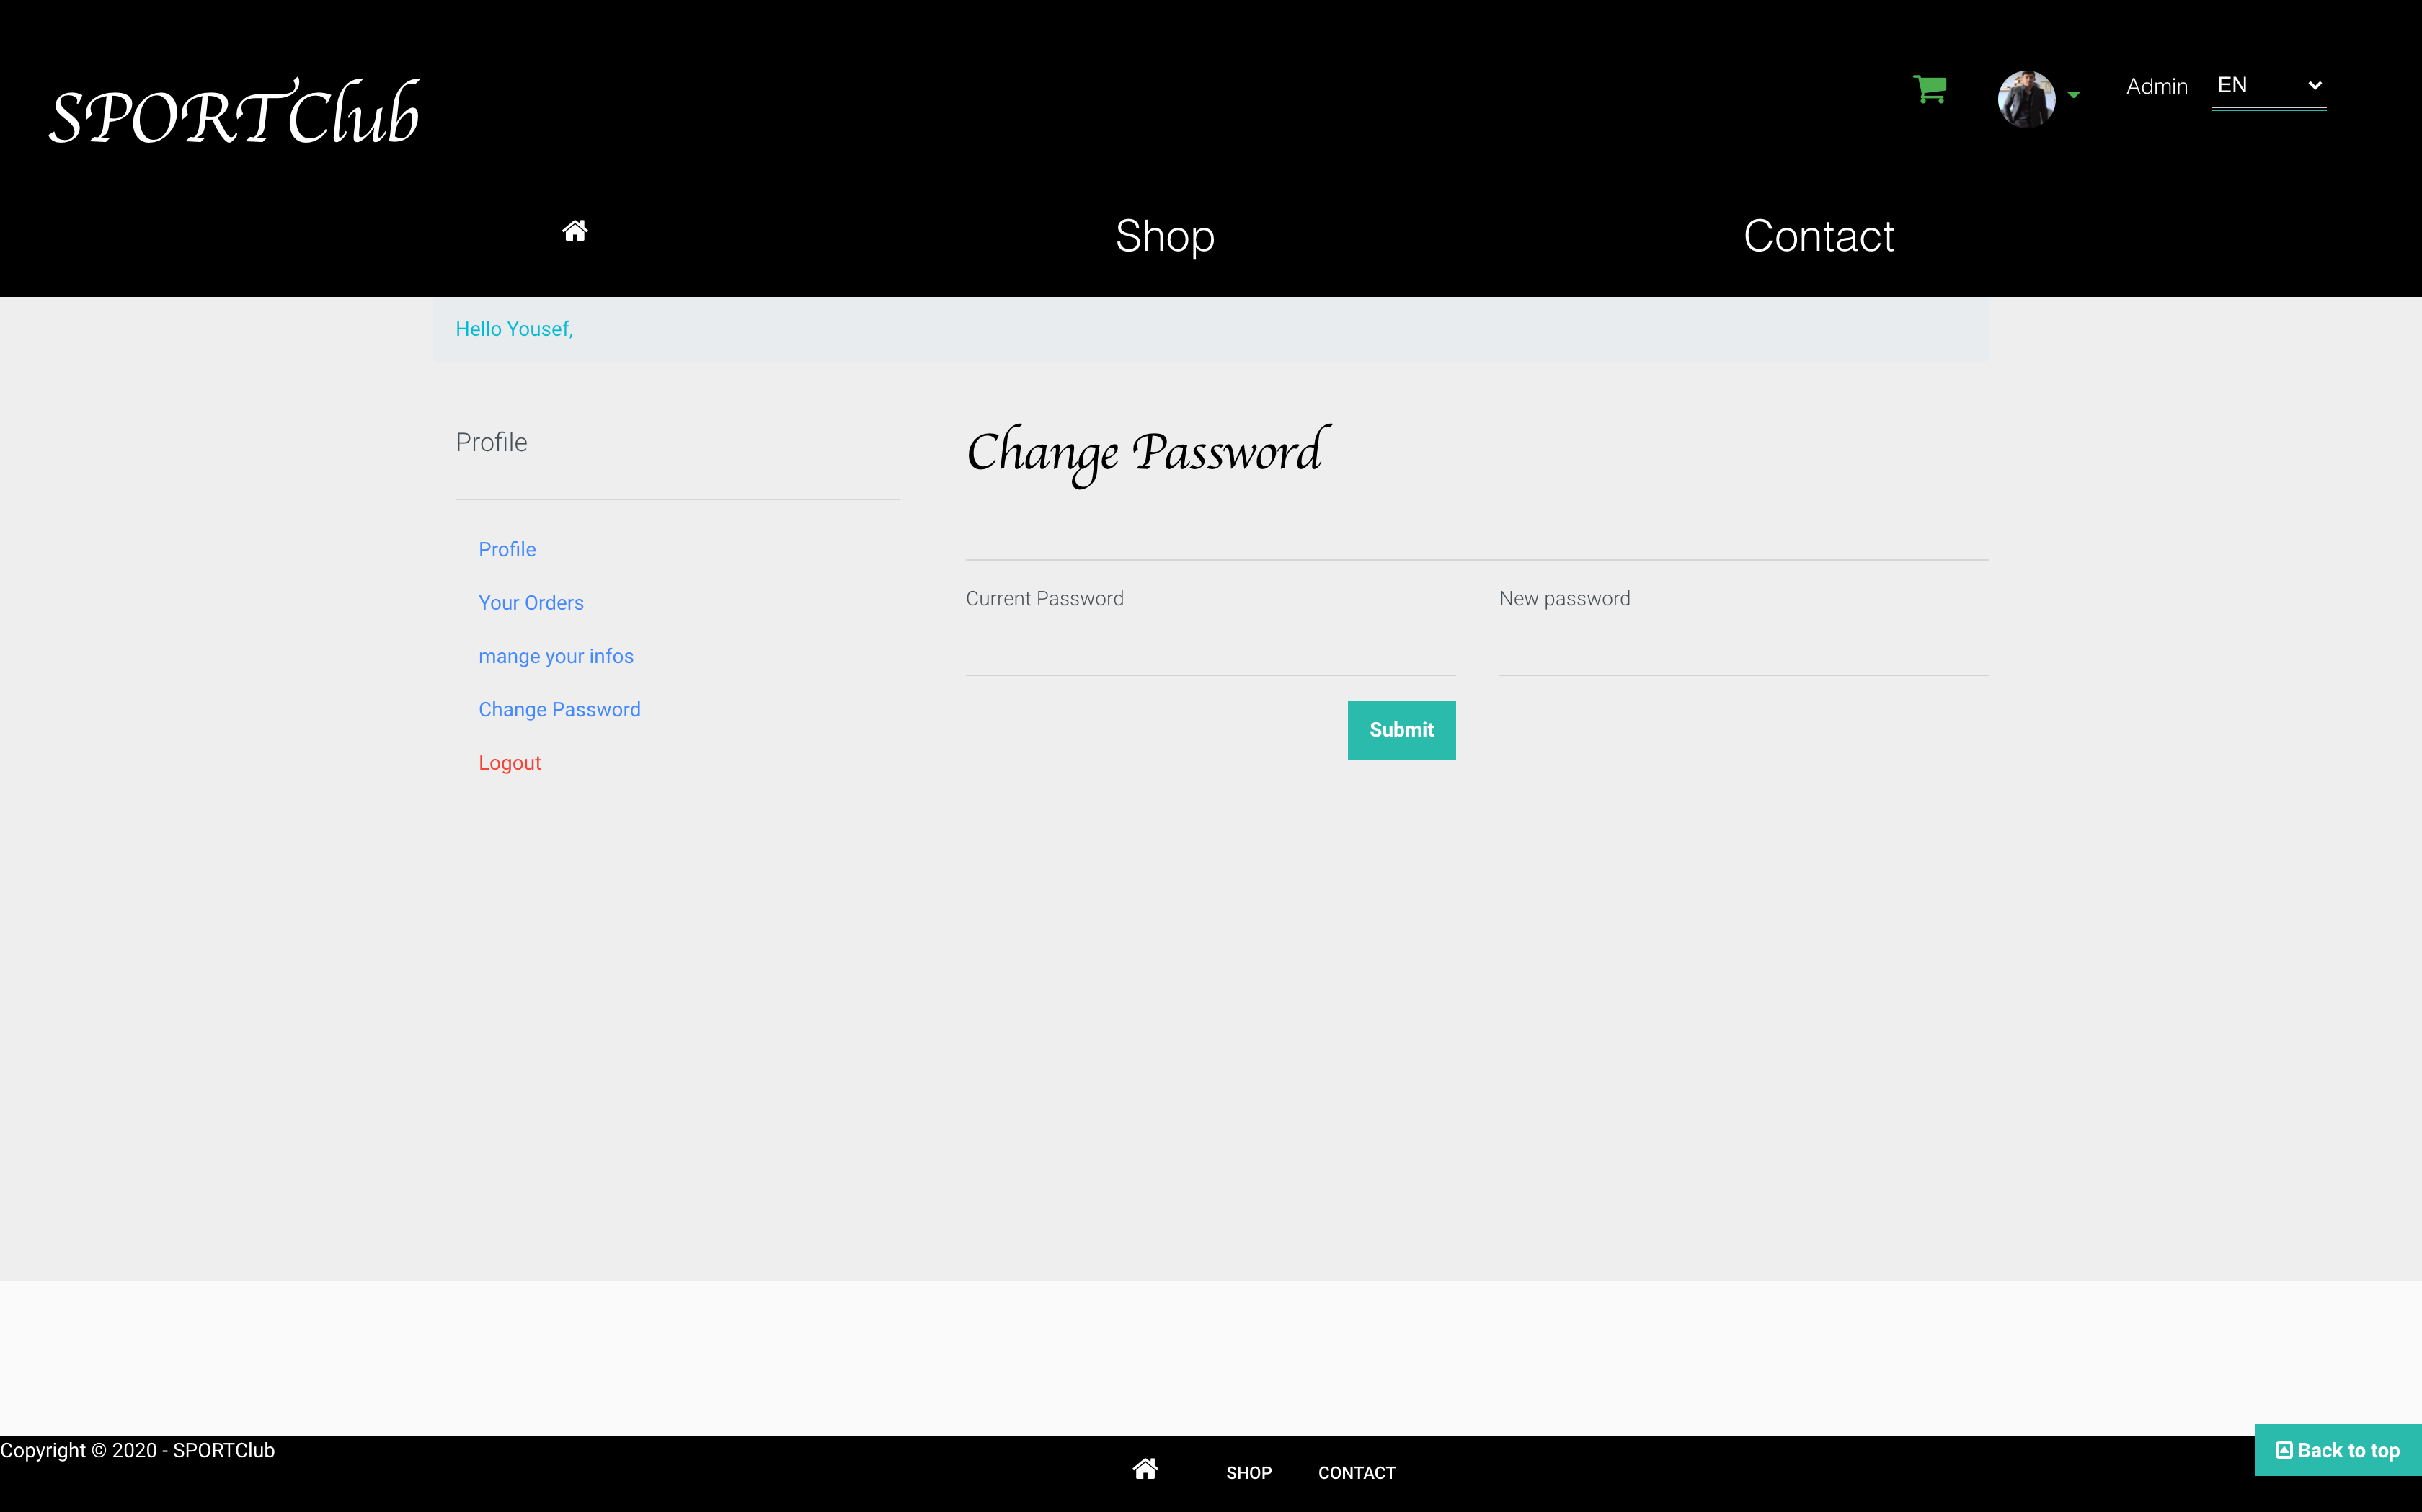 SPORTClub
Admin
EN
Shop
Contact
Hello Yousef,
Profile
Profile
Your Orders
mange your infos
Change Password
Logout
Change Password
Current Password
New password
Submit
Copyright © 2020 - SPORTClub
SHOP
CONTACT
Back to top